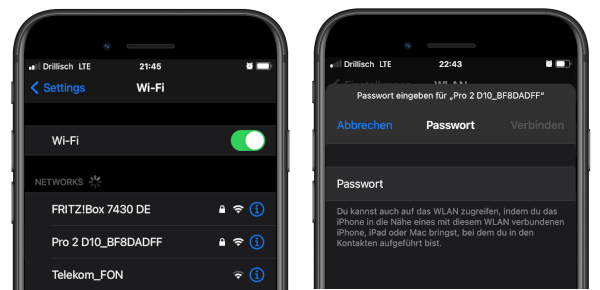 Drillisch LTE 21:45
Settings Wi-Fi
Wi-Fi
NETWORKS
FRITZ!Box 7430 DE
Pro 2 D10_BF8DADFF
Telekom_FON
Drillisch LTE 22:43
Einstellungen WLAN
Passwort eingeben für „Pro 2 D10_BF8DADFF“
Abbrechen Passwort Verbinden
Passwort
Du kannst auch auf das WLAN zugreifen, indem du das
iPhone in die Nähe eines mit diesem WLAN verbundenen
iPhone, iPad oder Mac bringst, bei dem du in den
Kontakten aufgeführt bist.